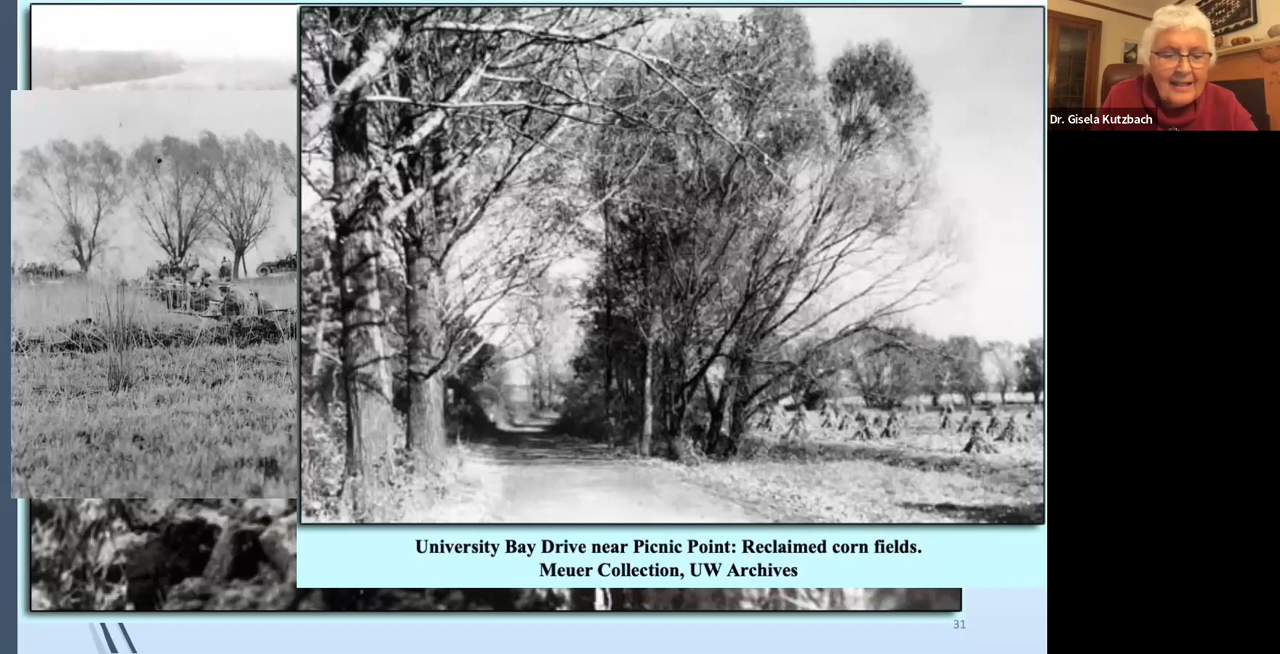 Dr. Gisela Kutzbach
University Bay Drive near Picnic Point: Reclaimed corn fields.
Meuer Collection, UW Archives
31